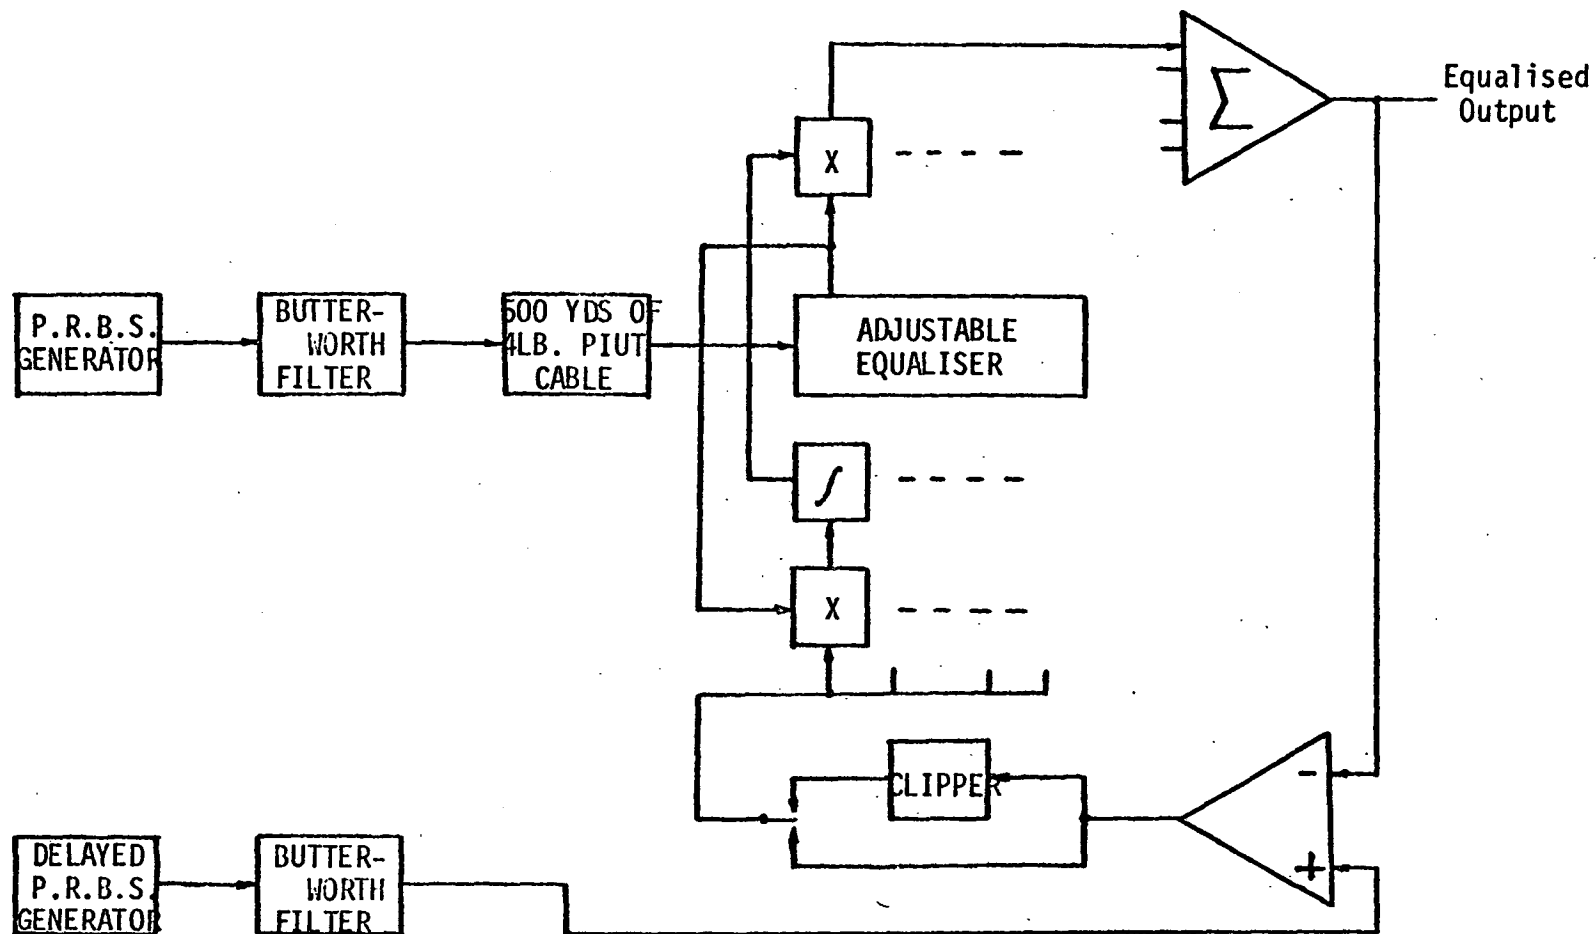 Σ
Equalised
Output
X
P.R.B.S.
GENERATOR
BUTTER-
WORTH
FILTER
500 YDS OF
4LB. PIUT
CABLE
ADJUSTABLE
EQUALISER
∫
X
CLIPPER
-
+
DELAYED
P.R.B.S.
GENERATOR
BUTTER-
WORTH
FILTER